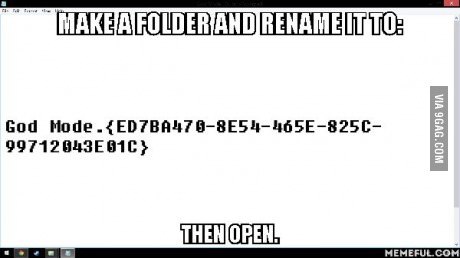 MAKE A FOLDER AND RENAME IT TO:
God Mode.{ED7BA470-8E54-465E-825C-
99712043E01C}
THEN OPEN.
VIA 9GAG.COM
MEMEFUL.COM